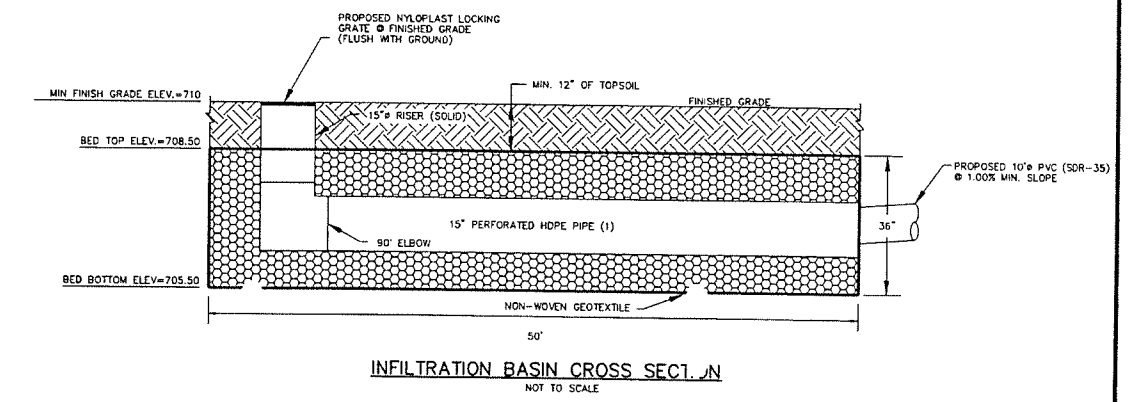 PROPOSED NYLOPLAST LOCKING
GRATE @ FINISHED GRADE
(FLUSH WITH GROUND)
MIN. 12" OF TOPSOIL
MIN FINISH GRADE ELEV.=710
FINISHED GRADE
15"ø RISER (SOLID)
BED TOP ELEV.=708.50
PROPOSED 10"ø PVC (SDR-35)
@ 1.00% MIN. SLOPE
15" PERFORATED HDPE PIPE (1)
36"
90° ELBOW
BED BOTTOM ELEV=705.50
NON-WOVEN GEOTEXTILE
50'
INFILTRATION BASIN CROSS
NOT TO SCALE